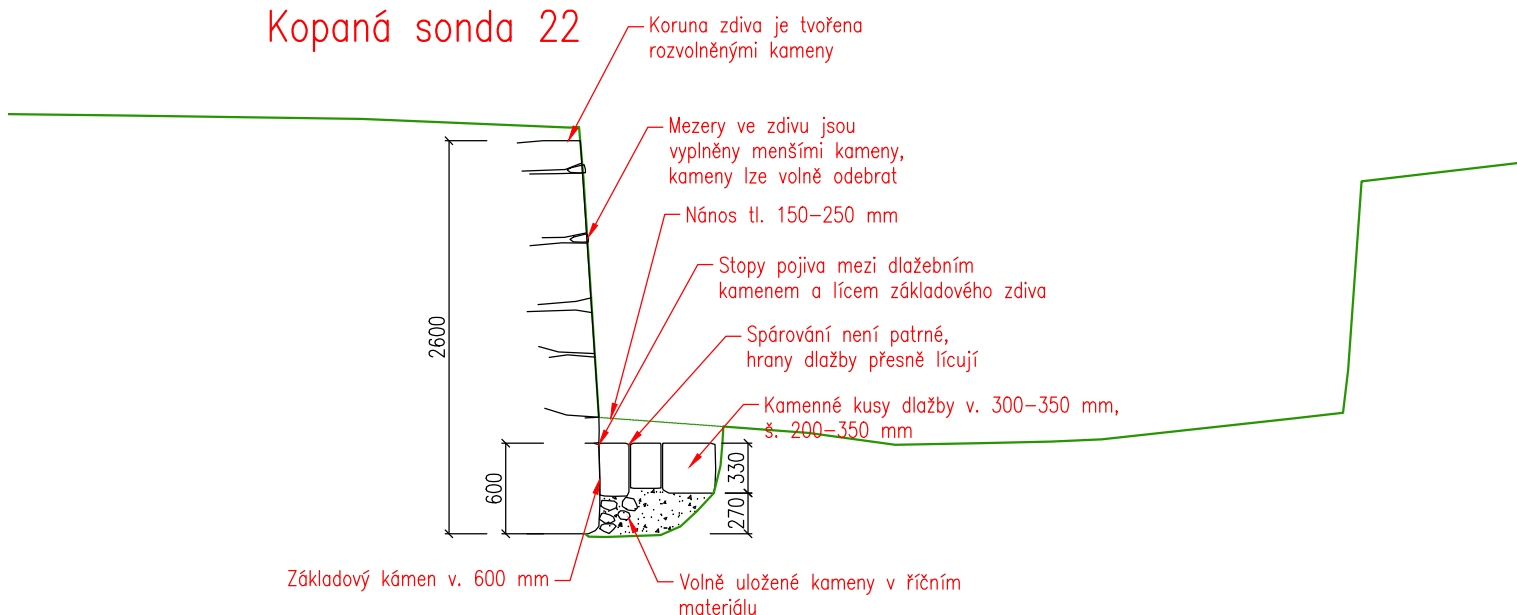 Kopaná sonda 22
Koruna zdiva je tvořena
rozvolněnými kameny
Mezery ve zdivu jsou
vyplněny menšími kameny,
kameny lze volně odebrat
Nános tl. 150-250 mm
Stopy pojiva mezi dlažebním
kamenem a lícem základového zdiva
Spárování není patrné,
hrany dlažby přesně lícují
Kamenné kusy dlažby v. 300-350 mm,
š. 200-350 mm
2600
600
330
270
Základový kámen v. 600 mm
Volně uložené kameny v říčním
materiálu